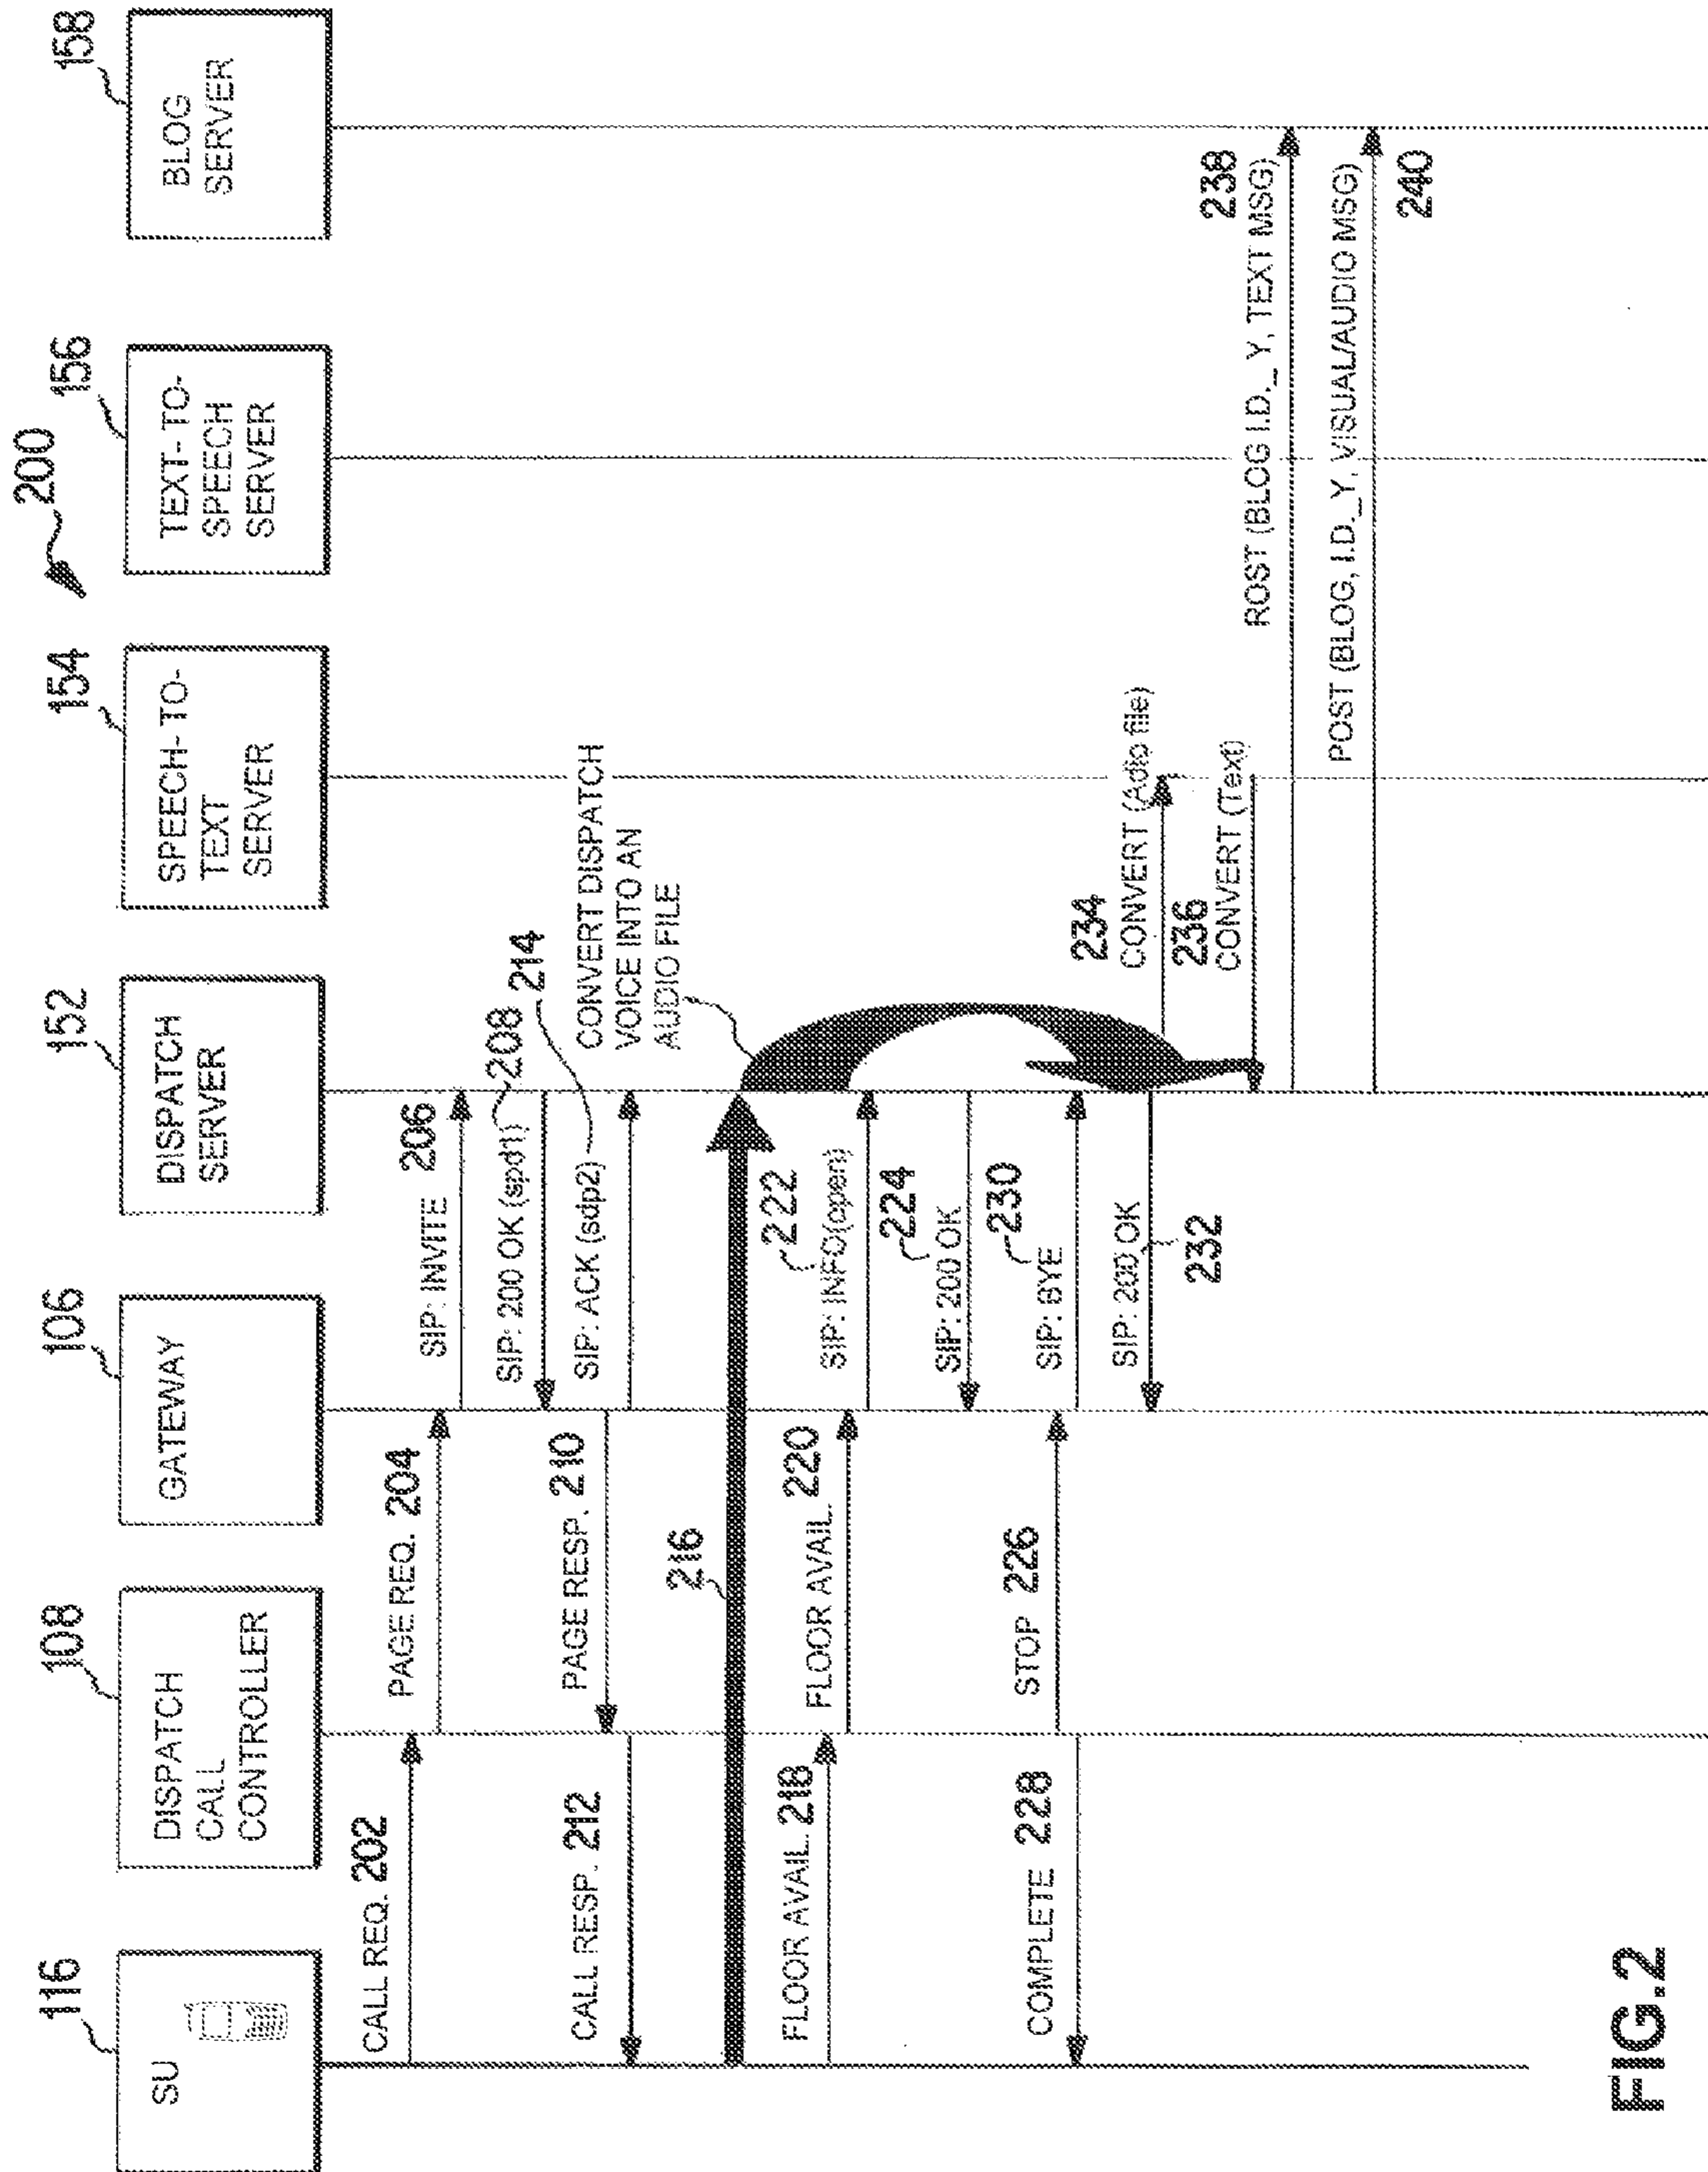 200
116
SU
108
DISPATCH
CALL
CONTROLLER
106
GATEWAY
152
DISPATCH
SERVER
154
SPEECH- TO-
TEXT
SERVER
156
TEXT- TO-
SPEECH
SERVER
158
BLOG
SERVER
CALL REQ. 202
PAGE REQ. 204
SIP: INVITE 206
SIP: 200 OK (spd1) 208
PAGE RESP. 210
CALL RESP. 212
SIP: ACK (sdp2) 214
CONVERT DISPATCH
VOICE INTO AN
AUDIO FILE
216
FLOOR AVAIL. 218
FLOOR AVAIL. 220
222
SIP: INFO(open)
224
SIP: 200 OK
STOP 226
COMPLETE 228
230
SIP: BYE
SIP: 200 OK
232
234
CONVERT (Adio file)
236
CONVERT (Text)
238
ROST (BLOG I.D._Y, TEXT MSG)
POST (BLOG, I.D._Y, VISUAL/AUDIO MSG)
240
FIG.2